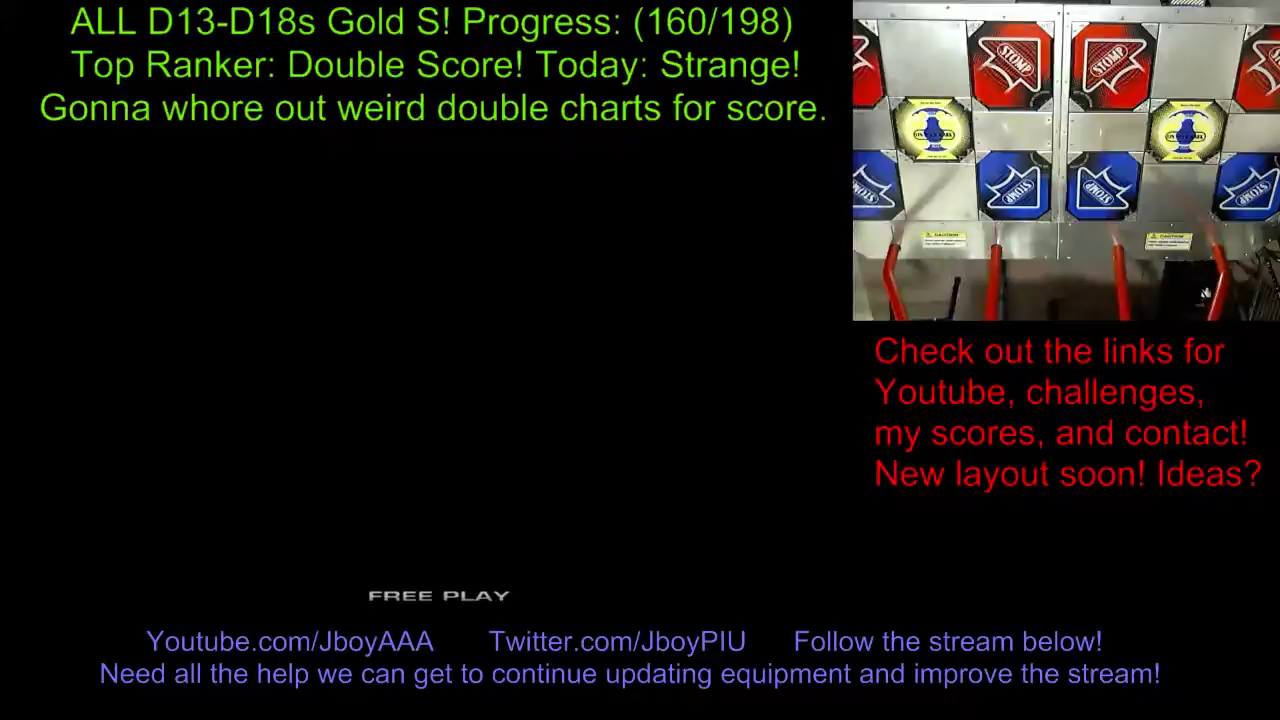 ALL D13-D18s Gold S! Progress: (160/198)
Top Ranker: Double Score! Today: Strange!
Gonna whore out weird double charts for score.
STOMP STOMP
STOMP STOMP STOMP
CAUTION CAUTION
Check out the links for
Youtube, challenges,
my scores, and contact!
New layout soon! Ideas?
FREE PLAY
Youtube.com/JboyAAA Twitter.com/JboyPIU Follow the stream below!
Need all the help we can get to continue updating equipment and improve the stream!